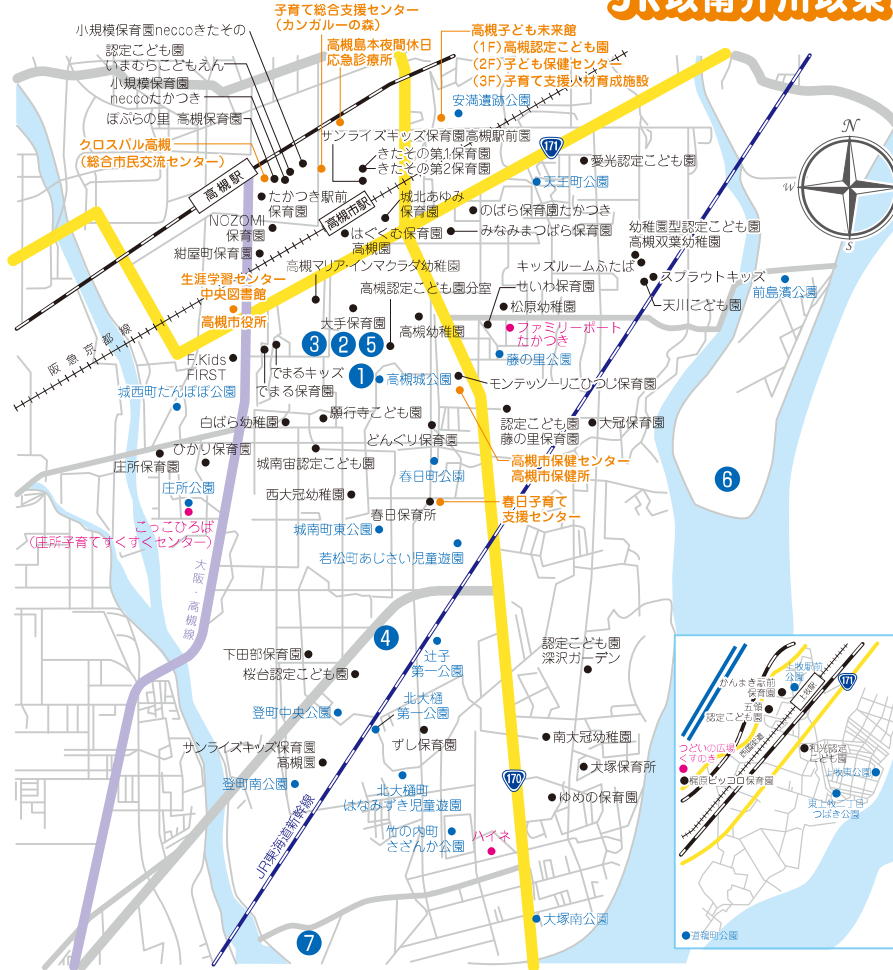 JR以南芥川以東
子育て総合支援センター
（カンガルーの森）
小規模保育園neccoきたその
高槻島本夜間休日
応急診療所
高槻子ども未来館
（1F）高槻認定こども園
（2F）子ども保健センター
（3F）子育て支援人材育成施設
認定こども園
いまむらこどもえん
小規模保育園
neccoたかつき
安満遺跡公園
ぽぷらの里 高槻保育園
サンライズキッズ保育園高槻駅前園
171
クロスパル高槻
（総合市民交流センター）
きたその第1保育園
きたその第2保育園
愛光認定こども園
高槻駅
天王町公園
N
W
S
たかつき駅前
保育園
高槻市駅
城北あゆみ
保育園
のばら保育園たかつき
NOZOMI
保育園
はぐくむ保育園
高槻園
みなみまつばら保育園
幼稚園型認定こども園
高槻双葉幼稚園
紺屋町保育園
高槻マリア・インマクラダ幼稚園
キッズルームふたば
スプラウトキッズ
生涯学習センター
中央図書館
高槻認定こども園分室
せいわ保育園
前島濱公園
天川こども園
高槻市役所
大手保育園
高槻幼稚園
松原幼稚園
ファミリーポート
たかつき
阪急京都線
3
2
5
藤の里公園
F.Kids
FIRST
でまるキッズ
でまる保育園
1
高槻城公園
モンテッソーリこひつじ保育園
城西町たんぽぽ公園
白ばら幼稚園
願行寺こども園
どんぐり保育園
認定こども園
藤の里保育園
大冠保育園
庄所保育園
ひかり保育園
城南宙認定こども園
春日町公園
高槻市保健センター
高槻市保健所
6
庄所公園
西大冠幼稚園
春日保育所
春日子育て
支援センター
こっこひろば
（庄所子育てすくすくセンター）
城南町東公園
若松町あじさい児童遊園
大阪・高槻線
4
下田部保育園
辻子
第一公園
認定こども園
深沢ガーデン
桜台認定こども園
北大樋
第一公園
登町中央公園
ずし保育園
サンライズキッズ保育園
高槻園
南大冠幼稚園
登町南公園
大塚保育所
170
北大樋町
はなみずき児童遊園
ゆめの保育園
JR東海道新幹線
竹の内町
さざんか公園
ハイネ
大塚南公園
7
上牧駅前
公園
171
かんまき駅前
保育園
上牧駅
五領
認定こども園
つどいの広場
くすのき
西国街道
和光認定
こども園
梶原ピッコロ保育園
上牧東公園
東上牧二丁目
つばき公園
道鵜町公園